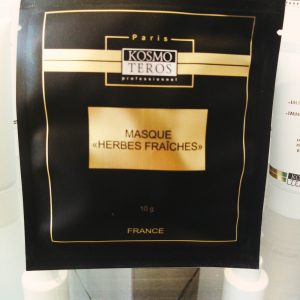 Paris
KOSMO
TEROS
professionnel
MASQUE
«HERBES FRAÎCHES»
10 g
FRANCE